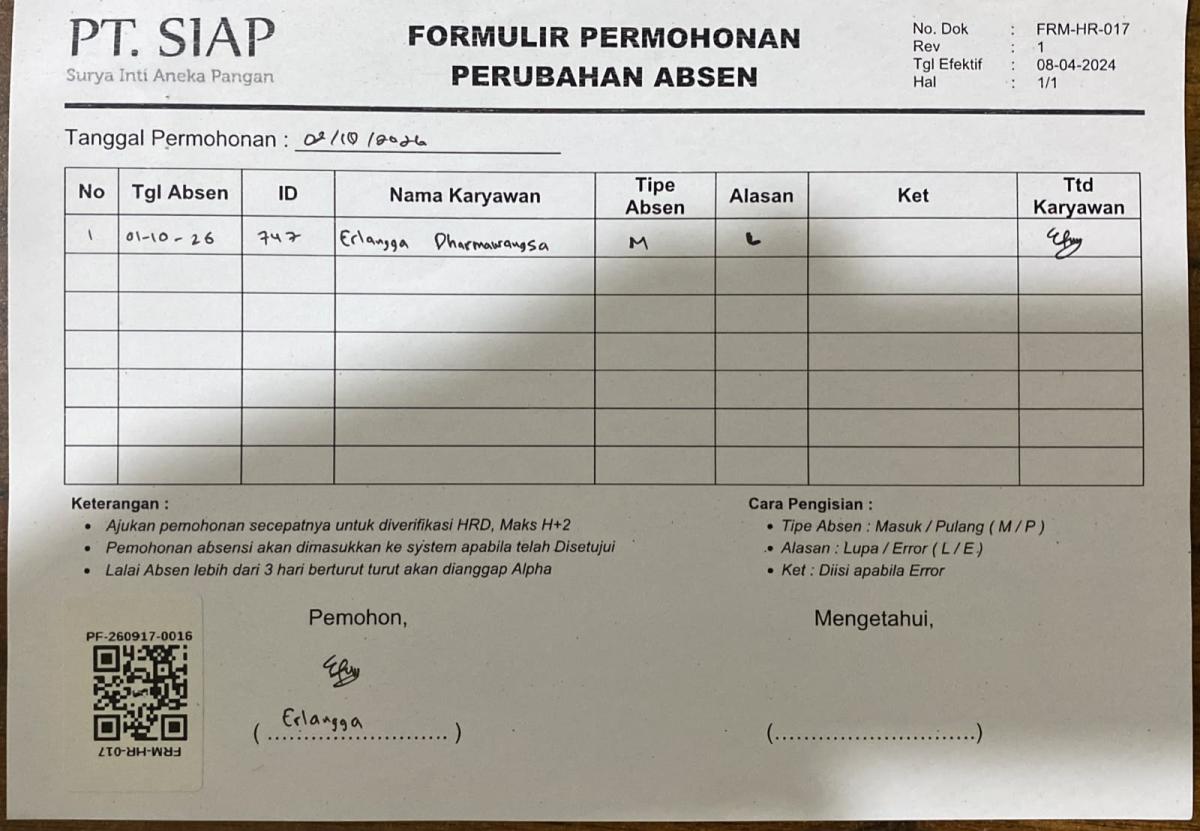 PT. SIAP
Surya Inti Aneka Pangan
FORMULIR PERMOHONAN
PERUBAHAN ABSEN
No. Dok : FRM-HR-017
Rev : 1
Tgl Efektif : 08-04-2024
Hal : 1/1
Tanggal Permohonan : 02/10/2026
No Tgl Absen ID Nama Karyawan Tipe Absen Alasan Ket Ttd Karyawan
1 01-10-26 747 Erlangga Dharmawangsa M L
Keterangan :
• Ajukan pemohonan secepatnya untuk diverifikasi HRD, Maks H+2
• Pemohonan absensi akan dimasukkan ke system apabila telah Disetujui
• Lalai Absen lebih dari 3 hari berturut turut akan dianggap Alpha
Cara Pengisian :
• Tipe Absen : Masuk / Pulang ( M / P )
• Alasan : Lupa / Error ( L / E )
• Ket : Diisi apabila Error
Pemohon,
Mengetahui,
PF-260917-0016
FRM-HR-017
( Erlangga )
(............................)